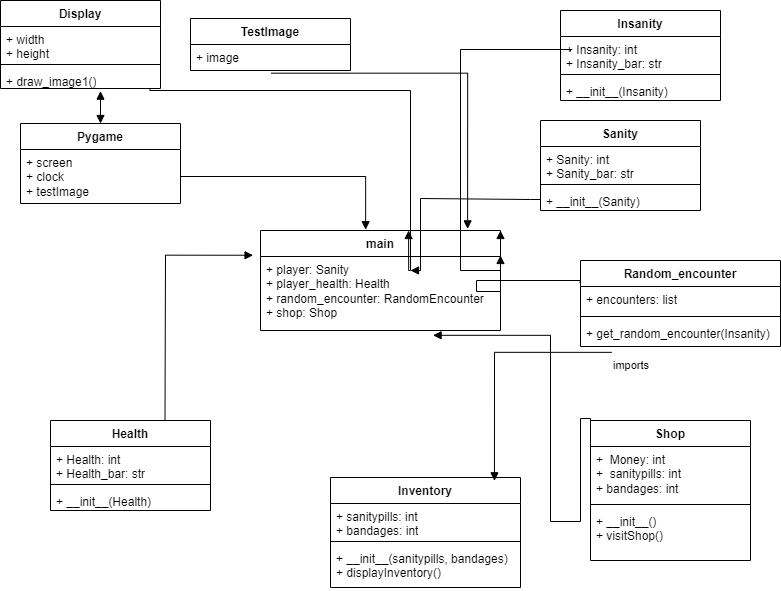 Display
+ width
+ height
+ draw_image1()
TestImage
+ image
Insanity
+ Insanity: int
+ Insanity_bar: str
+ __init__(Insanity)
Pygame
+ screen
+ clock
+ testImage
Sanity
+ Sanity: int
+ Sanity_bar: str
+ __init__(Sanity)
main
+ player: Sanity
+ player_health: Health
+ random_encounter: RandomEncounter
+ shop: Shop
Random_encounter
+ encounters: list
+ get_random_encounter(Insanity)
imports
Health
+ Health: int
+ Health_bar: str
+ __init__(Health)
Inventory
+ sanitypills: int
+ bandages: int
+ __init__(sanitypills, bandages)
+ displayInventory()
Shop
+ Money: int
+ sanitypills: int
+ bandages: int
+ __init__()
+ visitShop()